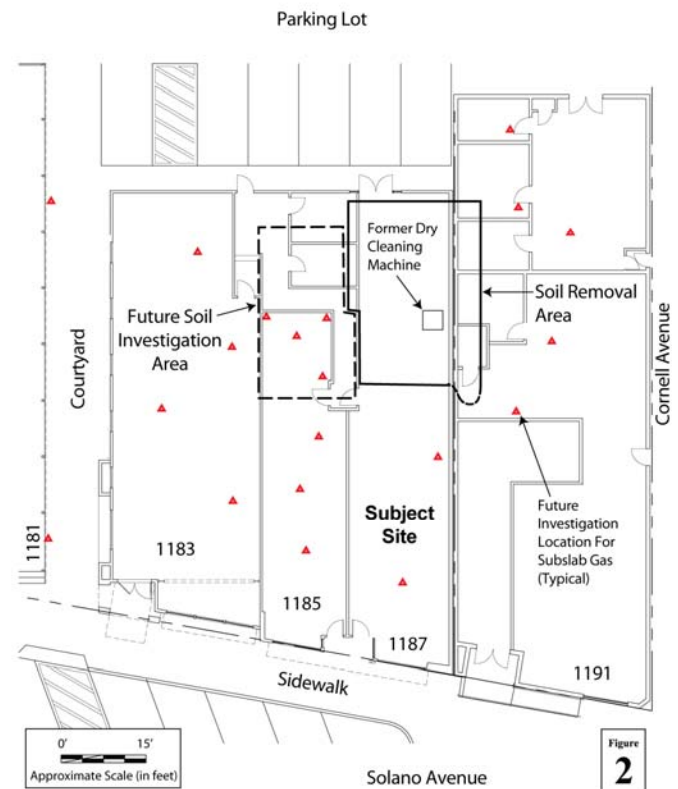 Parking Lot
Former Dry
Cleaning
Machine
Soil Removal
Area
Future Soil
Investigation
Area
Courtyard
Cornell Avenue
Future
Investigation
Location For
Subslab Gas
(Typical)
Subject
Site
1181
1183
1185
1187
1191
Sidewalk
0' 15'
Approximate Scale (in feet)
Solano Avenue
Figure
2